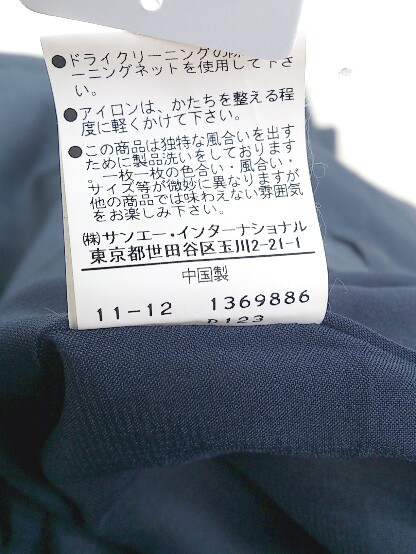 ●ドライクリーニングの際
ーニングネットを使用して下さ
い。
●アイロンは、かたちを整える程
度に軽くかけて下さい。
●この商品は独特な風合いを出す
ために製品洗いをしております
。一枚一枚の色合い・風合い・
サイズ等が微妙に異なりますが
他の商品では味わえない雰囲気
をお楽しみ下さい。
㈱サンエー・インターナショナル
東京都世田谷区玉川2-21-1
中国製
11-12 1369886